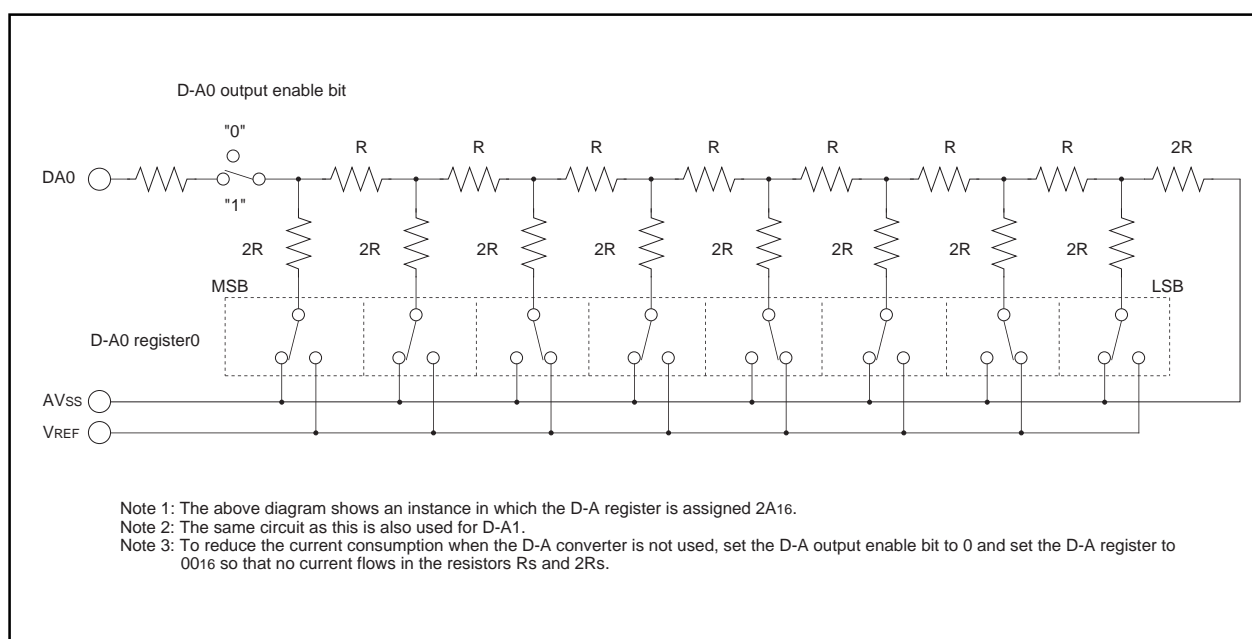 D-A0 output enable bit
"0"
R R R R R R R 2R
DA0
"1"
2R 2R 2R 2R 2R 2R 2R 2R
MSB LSB
D-A0 register0
AVSS
VREF
Note 1: The above diagram shows an instance in which the D-A register is assigned 2A16.
Note 2: The same circuit as this is also used for D-A1.
Note 3: To reduce the current consumption when the D-A converter is not used, set the D-A output enable bit to 0 and set the D-A register to
0016 so that no current flows in the resistors Rs and 2Rs.